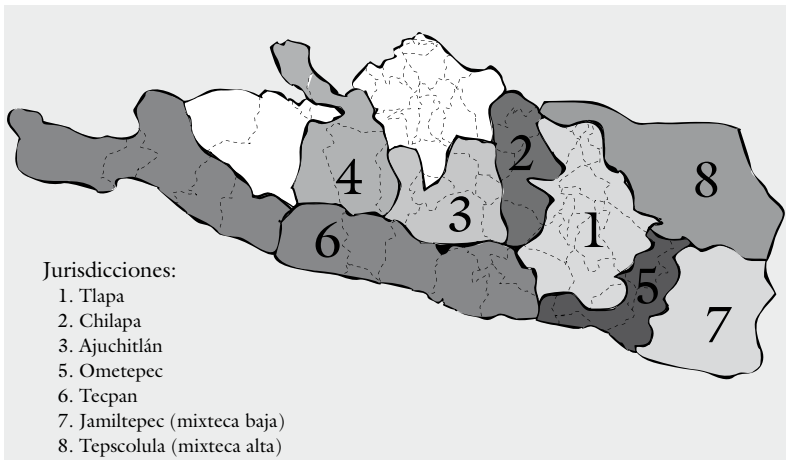 2
8
4
3
1
6
5
7
Jurisdicciones:
1. Tlapa
2. Chilapa
3. Ajuchitlán
5. Ometepec
6. Tecpan
7. Jamiltepec (mixteca baja)
8. Tepscolula (mixteca alta)